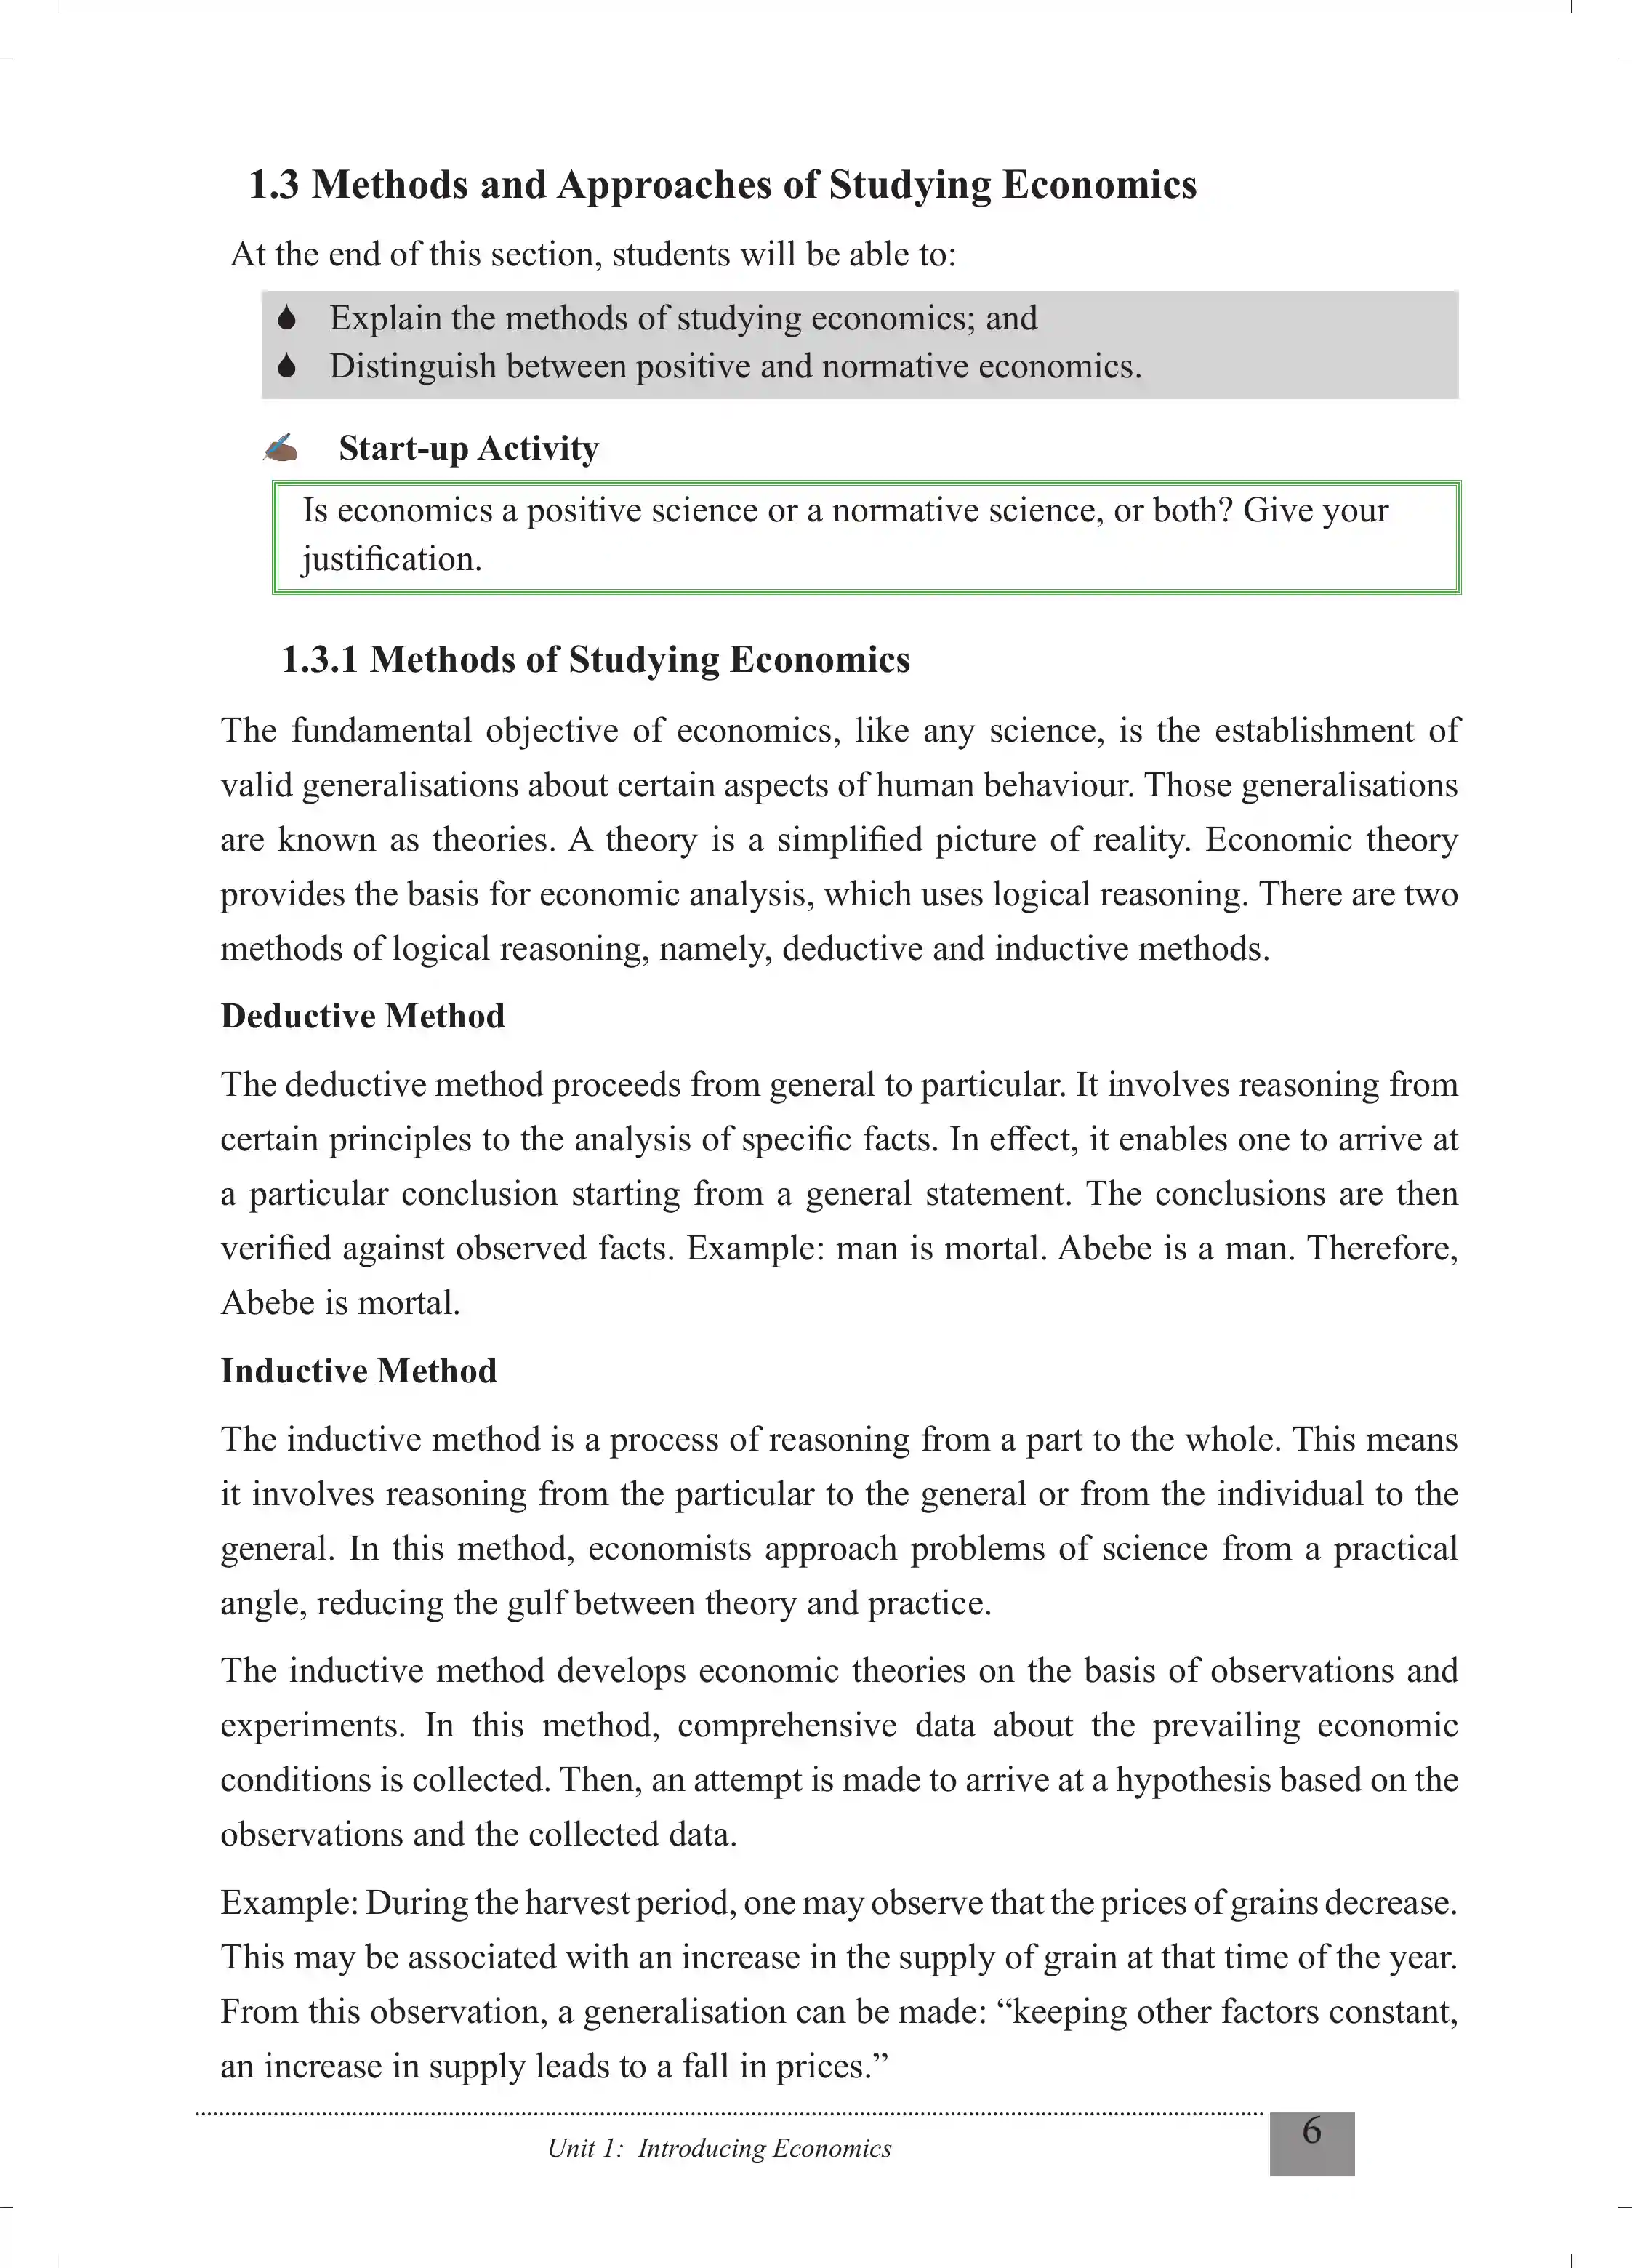 1.3 Methods and Approaches of Studying Economics
At the end of this section, students will be able to:
Explain the methods of studying economics; and
Distinguish between positive and normative economics.
Start-up Activity
Is economics a positive science or a normative science, or both? Give your
justification.
1.3.1 Methods of Studying Economics
The fundamental objective of economics, like any science, is the establishment of
valid generalisations about certain aspects of human behaviour. Those generalisations
are known as theories. A theory is a simplified picture of reality. Economic theory
provides the basis for economic analysis, which uses logical reasoning. There are two
methods of logical reasoning, namely, deductive and inductive methods.
Deductive Method
The deductive method proceeds from general to particular. It involves reasoning from
certain principles to the analysis of specific facts. In effect, it enables one to arrive at
a particular conclusion starting from a general statement. The conclusions are then
verified against observed facts. Example: man is mortal. Abebe is a man. Therefore,
Abebe is mortal.
Inductive Method
The inductive method is a process of reasoning from a part to the whole. This means
it involves reasoning from the particular to the general or from the individual to the
general. In this method, economists approach problems of science from a practical
angle, reducing the gulf between theory and practice.
The inductive method develops economic theories on the basis of observations and
experiments. In this method, comprehensive data about the prevailing economic
conditions is collected. Then, an attempt is made to arrive at a hypothesis based on the
observations and the collected data.
Example: During the harvest period, one may observe that the prices of grains decrease.
This may be associated with an increase in the supply of grain at that time of the year.
From this observation, a generalisation can be made: “keeping other factors constant,
an increase in supply leads to a fall in prices.”
Unit 1: Introducing Economics
6